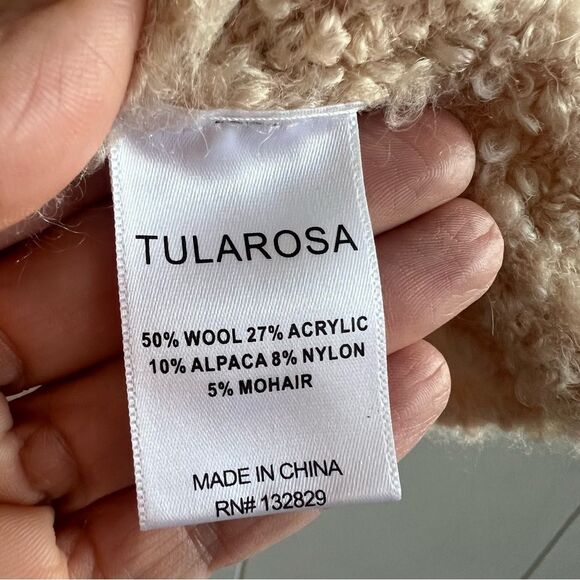 TULAROSA
50% WOOL 27% ACRYLIC
10% ALPACA 8% NYLON
5% MOHAIR
MADE IN CHINA
RN# 132829